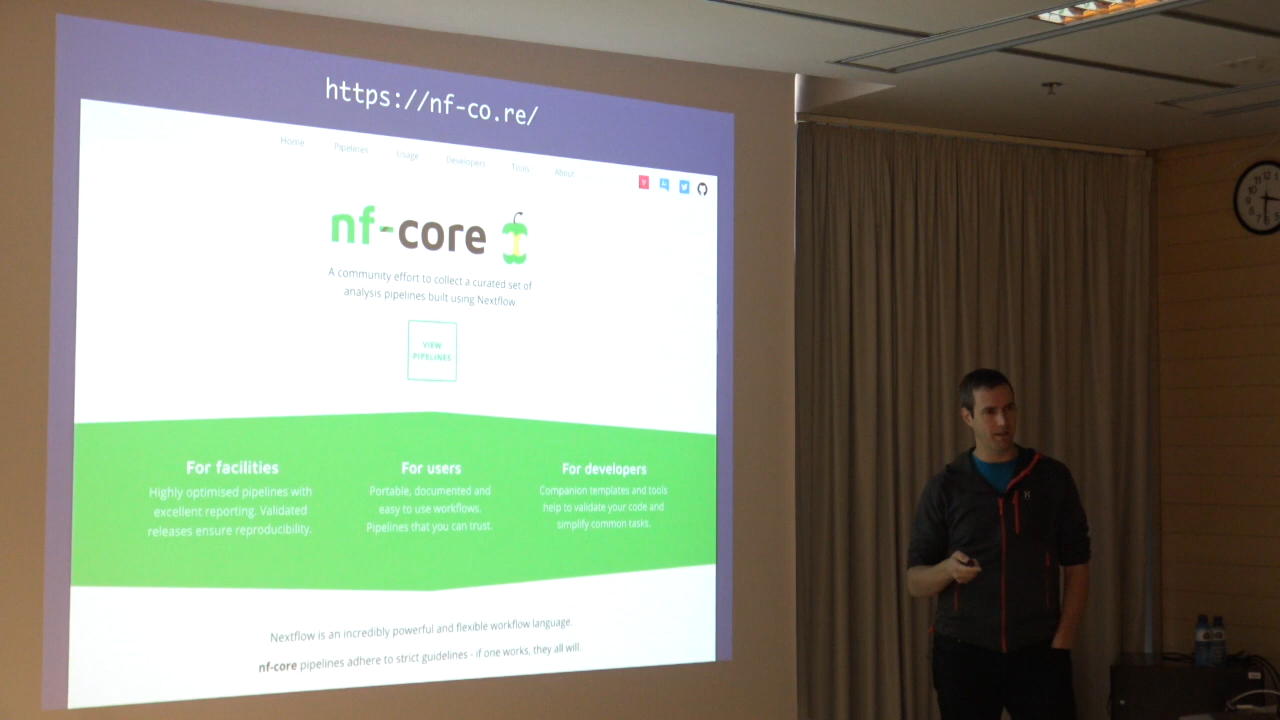 https://nf-co.re/
Home Pipelines Usage Developers Tools About
nf-core
A community effort to collect a curated set of
analysis pipelines built using Nextflow
VIEW
PIPELINES
For facilities
Highly optimised pipelines with
excellent reporting. Validated
releases ensure reproducibility.
For users
Portable, documented and
easy to use workflows.
Pipelines that you can trust.
For developers
Companion templates and tools
help to validate your code and
simplify common tasks.
Nextflow is an incredibly powerful and flexible workflow language.
nf-core pipelines adhere to strict guidelines - if one works, they all will.